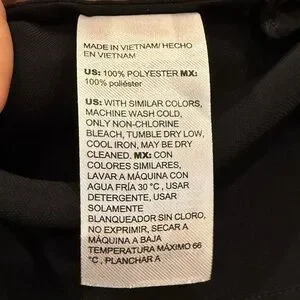 MADE IN VIETNAM/ HECHO
EN VIETNAM
US: 100% POLYESTER MX:
100% poliéster
US: WITH SIMILAR COLORS,
MACHINE WASH COLD,
ONLY NON-CHLORINE
BLEACH, TUMBLE DRY LOW,
COOL IRON, MAY BE DRY
CLEANED. MX: CON
COLORES SIMILARES,
LAVAR A MÁQUINA CON
AGUA FRÍA 30 °C , USAR
DETERGENTE, USAR
SOLAMENTE
BLANQUEADOR SIN CLORO,
NO EXPRIMIR, SECAR A
MÁQUINA A BAJA
TEMPERATURA MÁXIMO 66
°C , PLANCHAR A